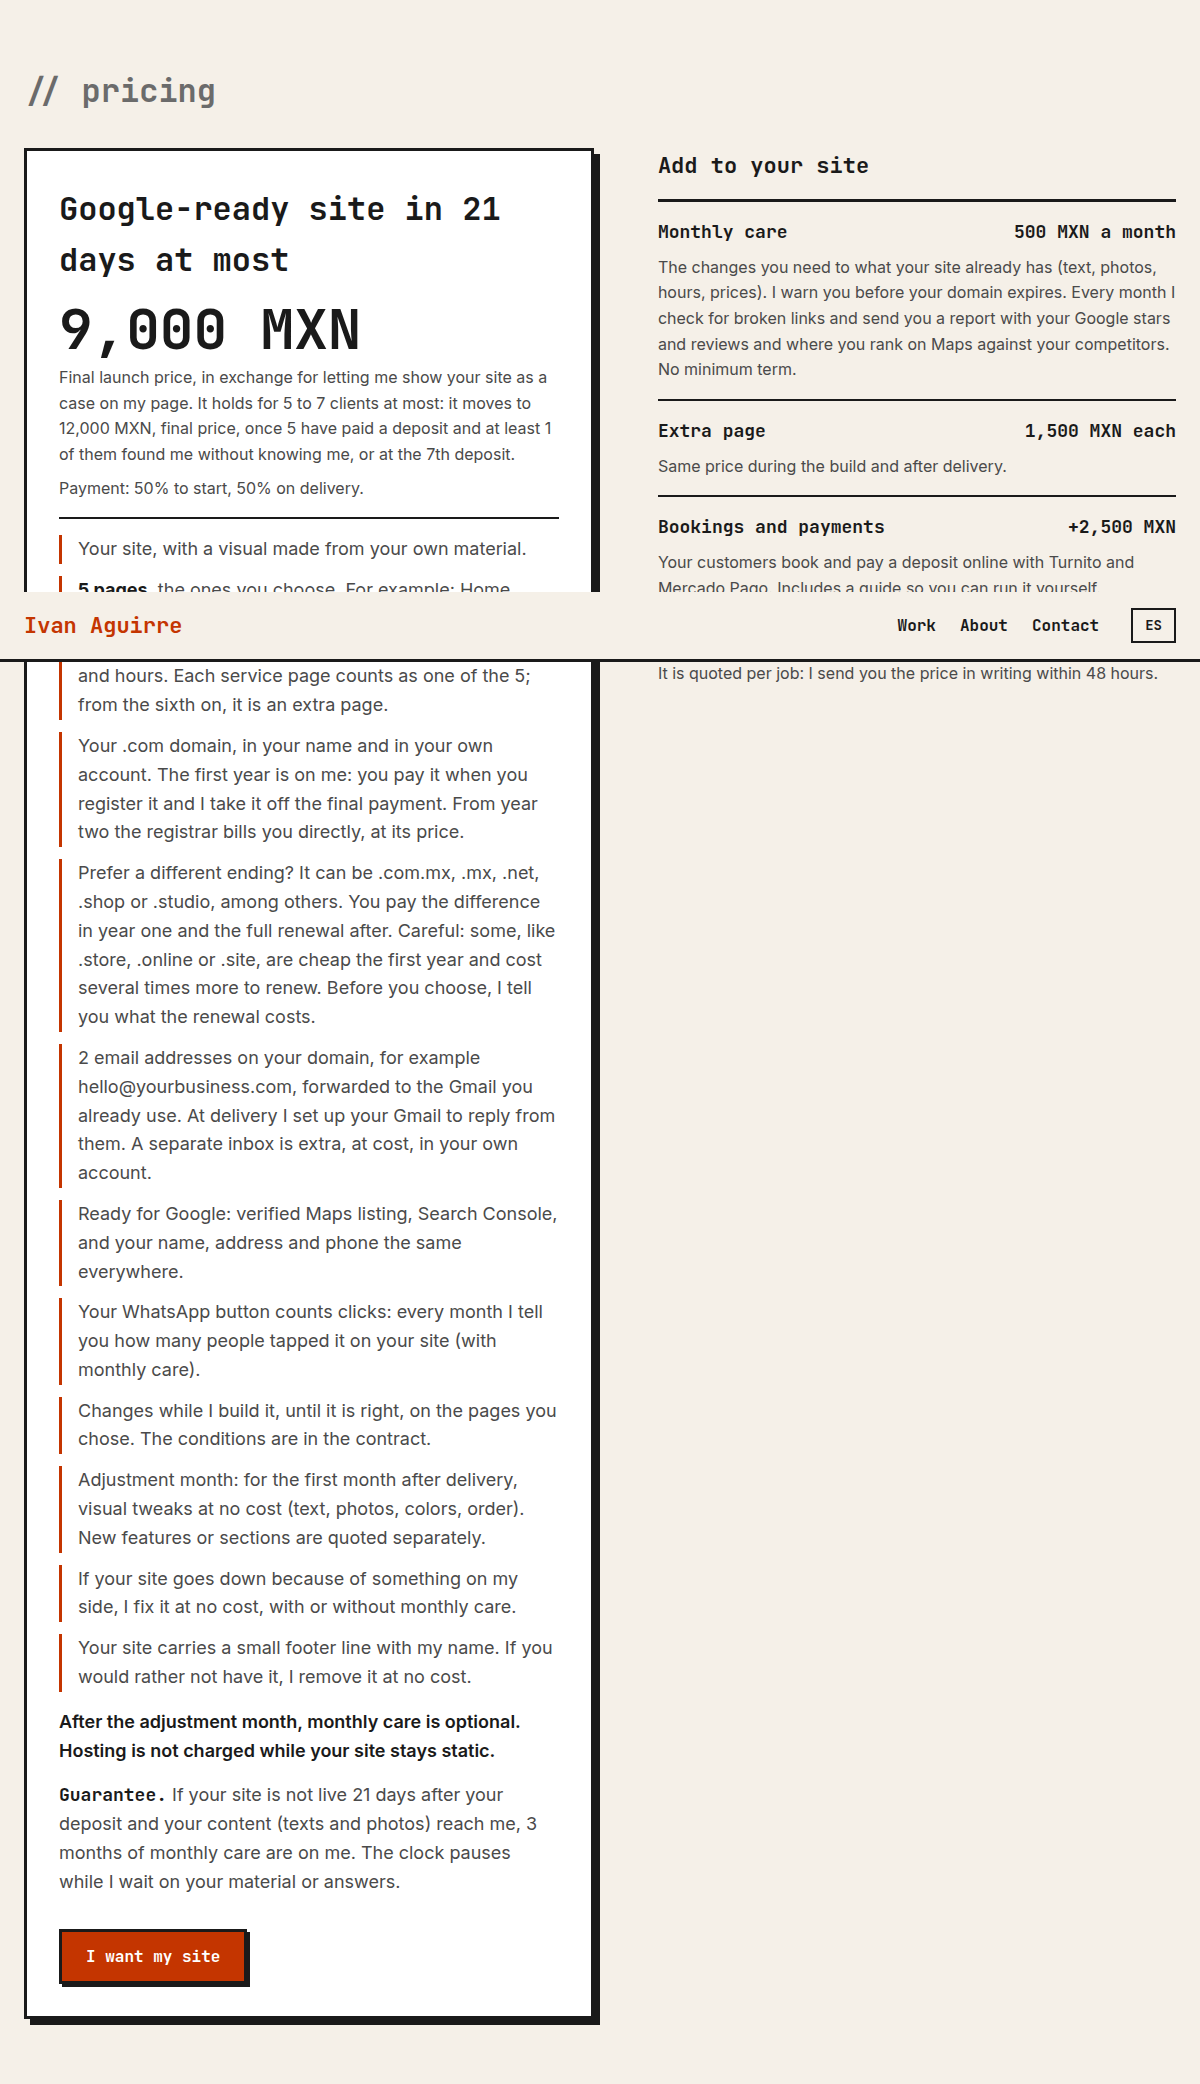 // pricing
Google-ready site in 21
days at most
9,000 MXN
Final launch price, in exchange for letting me show your site as a
case on my page. It holds for 5 to 7 clients at most: it moves to
12,000 MXN, final price, once 5 have paid a deposit and at least 1
of them found me without knowing me, or at the 7th deposit.
Payment: 50% to start, 50% on delivery.
Your site, with a visual made from your own material.
5 pages, the ones you choose. For example: Home,
and hours. Each service page counts as one of the 5;
from the sixth on, it is an extra page.
Your .com domain, in your name and in your own
account. The first year is on me: you pay it when you
register it and I take it off the final payment. From year
two the registrar bills you directly, at its price.
Prefer a different ending? It can be .com.mx, .mx, .net,
.shop or .studio, among others. You pay the difference
in year one and the full renewal after. Careful: some, like
.store, .online or .site, are cheap the first year and cost
several times more to renew. Before you choose, I tell
you what the renewal costs.
2 email addresses on your domain, for example
hello@yourbusiness.com, forwarded to the Gmail you
already use. At delivery I set up your Gmail to reply from
them. A separate inbox is extra, at cost, in your own
account.
Ready for Google: verified Maps listing, Search Console,
and your name, address and phone the same
everywhere.
Your WhatsApp button counts clicks: every month I tell
you how many people tapped it on your site (with
monthly care).
Changes while I build it, until it is right, on the pages you
chose. The conditions are in the contract.
Adjustment month: for the first month after delivery,
visual tweaks at no cost (text, photos, colors, order).
New features or sections are quoted separately.
If your site goes down because of something on my
side, I fix it at no cost, with or without monthly care.
Your site carries a small footer line with my name. If you
would rather not have it, I remove it at no cost.
After the adjustment month, monthly care is optional.
Hosting is not charged while your site stays static.
Guarantee. If your site is not live 21 days after your
deposit and your content (texts and photos) reach me, 3
months of monthly care are on me. The clock pauses
while I wait on your material or answers.
I want my site
Add to your site
Monthly care 500 MXN a month
The changes you need to what your site already has (text, photos,
hours, prices). I warn you before your domain expires. Every month I
check for broken links and send you a report with your Google stars
and reviews and where you rank on Maps against your competitors.
No minimum term.
Extra page 1,500 MXN each
Same price during the build and after delivery.
Bookings and payments +2,500 MXN
Your customers book and pay a deposit online with Turnito and
Mercado Pago. Includes a guide so you can run it yourself.
It is quoted per job: I send you the price in writing within 48 hours.
Ivan Aguirre
Work About Contact ES